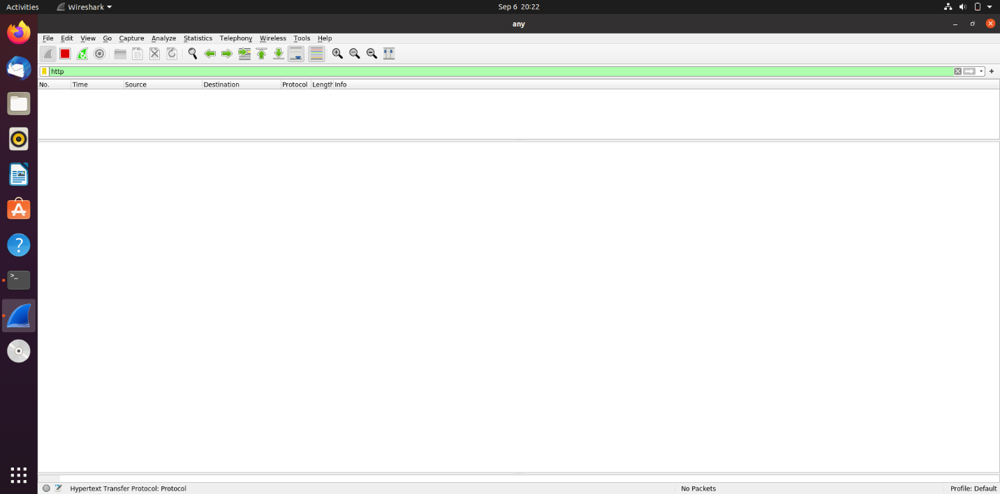 Activities Wireshark Sep 6 20:22
any
File Edit View Go Capture Analyze Statistics Telephony Wireless Tools Help
http
No. Time Source Destination Protocol Length Info
Hypertext Transfer Protocol: Protocol No Packets Profile: Default